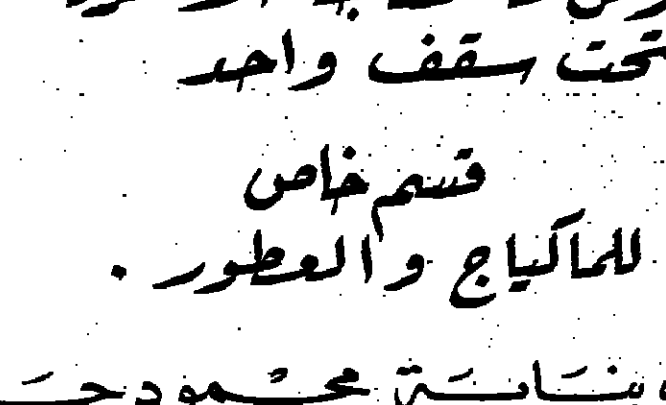 تحت سقف واحد
قسم خاص
للماكياج والعطور .
بناية محمود